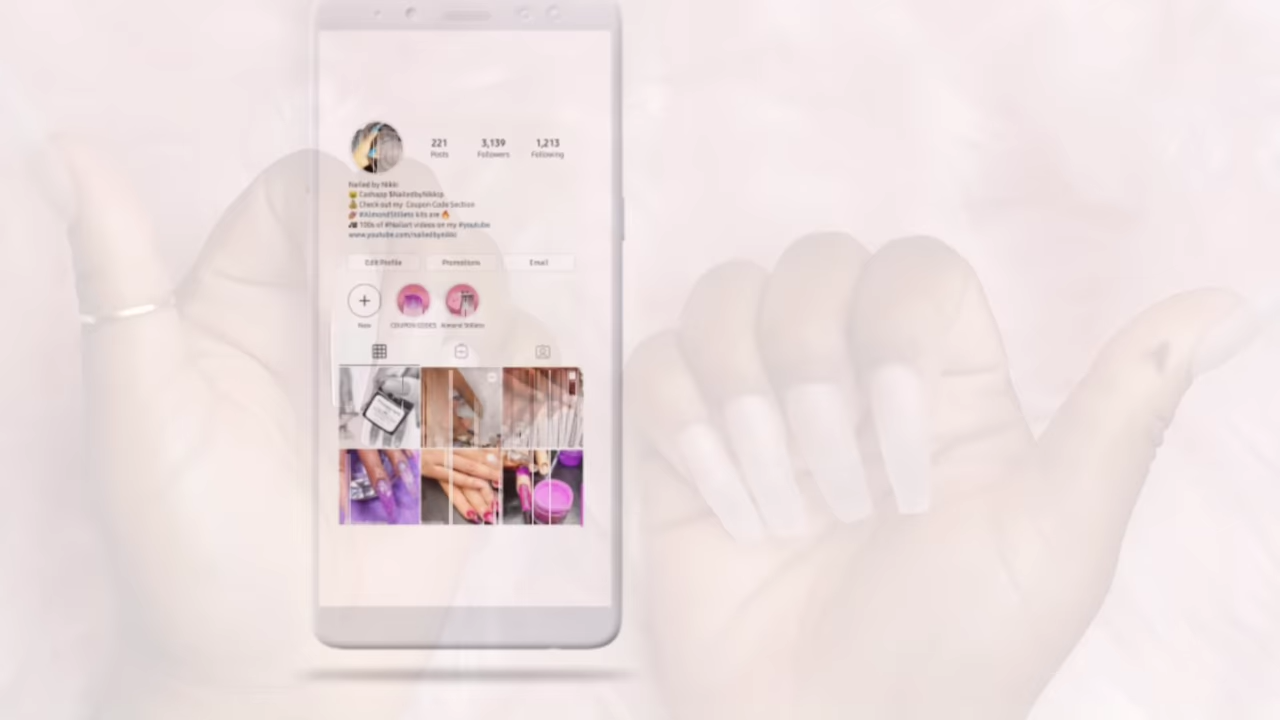 221 3,139 1,213
Posts Followers Following
Nailed by Nikki
Cashapp
Check out my Coupon Code Section
#AlmondStiletto kits are
100s of #Nailart videos on my #youtube
www.youtube.com/nailedbynikki
Edit Profile Promotions Email
New COUPON CODES Almond Stiletto